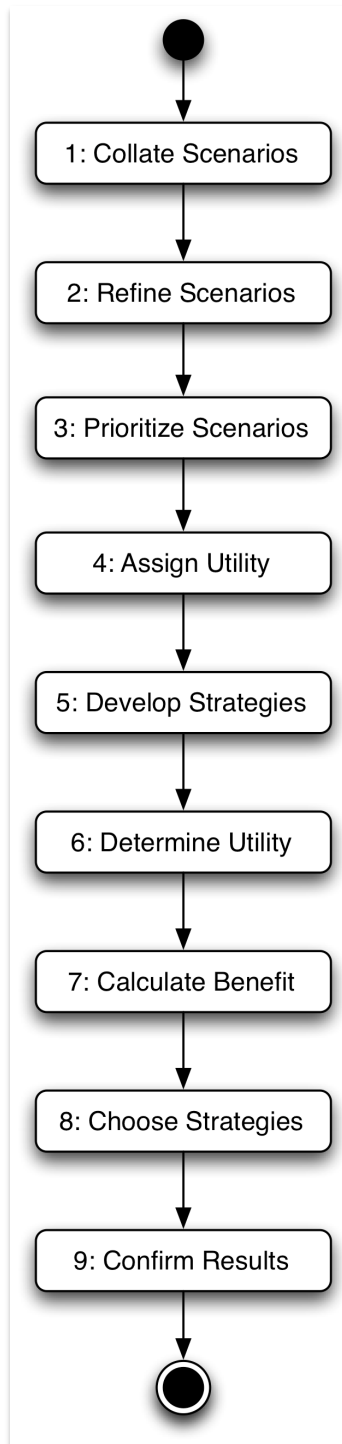 1: Collate Scenarios
2: Refine Scenarios
3: Prioritize Scenarios
4: Assign Utility
5: Develop Strategies
6: Determine Utility
7: Calculate Benefit
8: Choose Strategies
9: Confirm Results